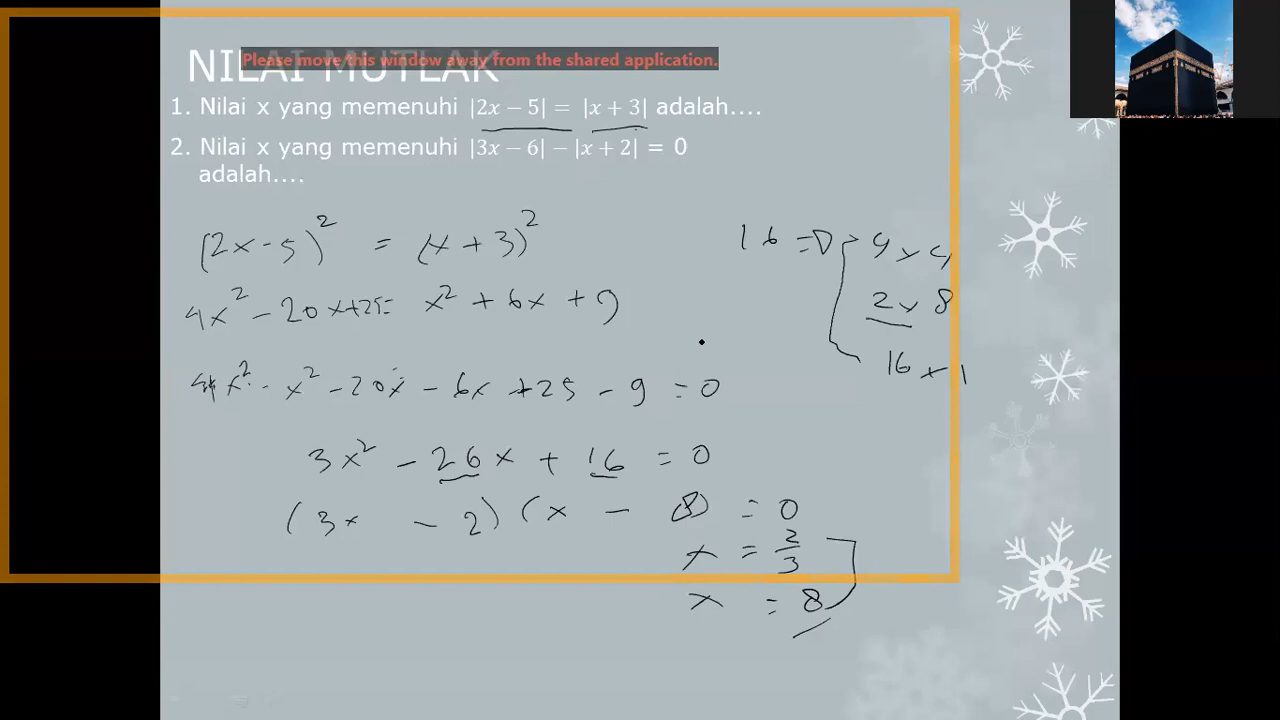 NILAI MUTLAK
Please move this window away from the shared application.
1. Nilai x yang memenuhi |2x − 5| = |x + 3| adalah....
2. Nilai x yang memenuhi |3x − 6| − |x + 2| = 0
adalah....
(2x - 5)² = (x + 3)²
4x² - 20x + 25 = x² + 6x + 9
4x² - x² - 20x - 6x + 25 - 9 = 0
3x² - 26x + 16 = 0
(3x - 2) (x - 8) = 0
x = 2/3
x = 8
16 => 4 x 4
2 x 8
16 x 1